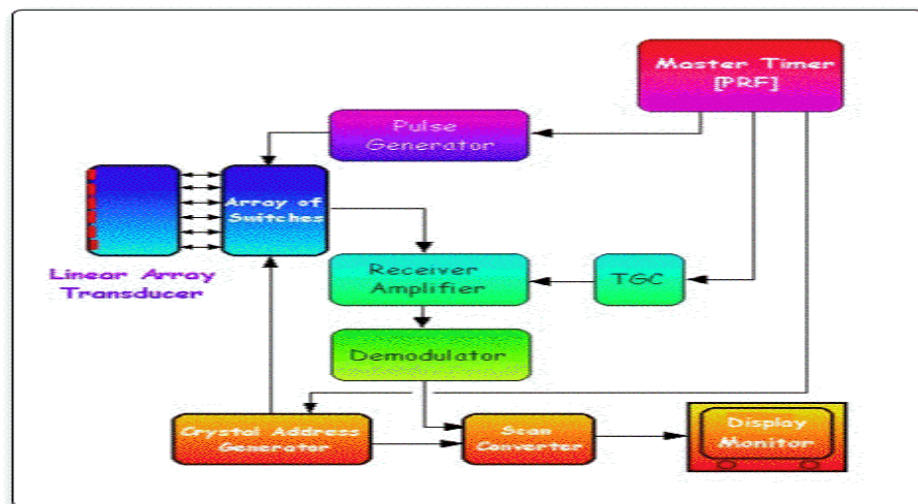 Master Timer
[PRF]
Pulse
Generator
Array of
Switches
Linear Array
Transducer
Receiver
Amplifier
TGC
Demodulator
Crystal Address
Generator
Scan
Converter
Display
Monitor